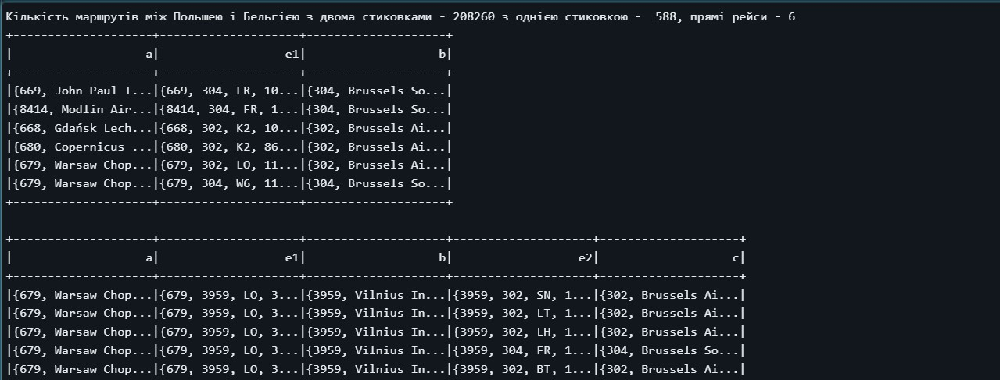 Кількість маршрутів між Польшею і Бельгією з двома стиковками - 208260 з однією стиковкою -  588, прямі рейси - 6
+--------------------+--------------------+--------------------+
|                   a|                  e1|                   b|
+--------------------+--------------------+--------------------+
|{669, John Paul I...|{669, 304, FR, 10...|{304, Brussels So...|
|{8414, Modlin Air...|{8414, 304, FR, 1...|{304, Brussels So...|
|{668, Gdańsk Lech...|{668, 302, K2, 10...|{302, Brussels Ai...|
|{680, Copernicus ...|{680, 302, K2, 86...|{302, Brussels Ai...|
|{679, Warsaw Chop...|{679, 302, LO, 11...|{302, Brussels Ai...|
|{679, Warsaw Chop...|{679, 304, W6, 11...|{304, Brussels So...|
+--------------------+--------------------+--------------------+
+--------------------+--------------------+--------------------+--------------------+--------------------+
|                   a|                  e1|                   b|                  e2|                   c|
+--------------------+--------------------+--------------------+--------------------+--------------------+
|{679, Warsaw Chop...|{679, 3959, LO, 3...|{3959, Vilnius In...|{3959, 302, SN, 1...|{302, Brussels Ai...|
|{679, Warsaw Chop...|{679, 3959, LO, 3...|{3959, Vilnius In...|{3959, 302, LT, 1...|{302, Brussels Ai...|
|{679, Warsaw Chop...|{679, 3959, LO, 3...|{3959, Vilnius In...|{3959, 302, LH, 1...|{302, Brussels Ai...|
|{679, Warsaw Chop...|{679, 3959, LO, 3...|{3959, Vilnius In...|{3959, 304, FR, 1...|{304, Brussels So...|
|{679, Warsaw Chop...|{679, 3959, LO, 3...|{3959, Vilnius In...|{3959, 302, BT, 1...|{302, Brussels Ai...|